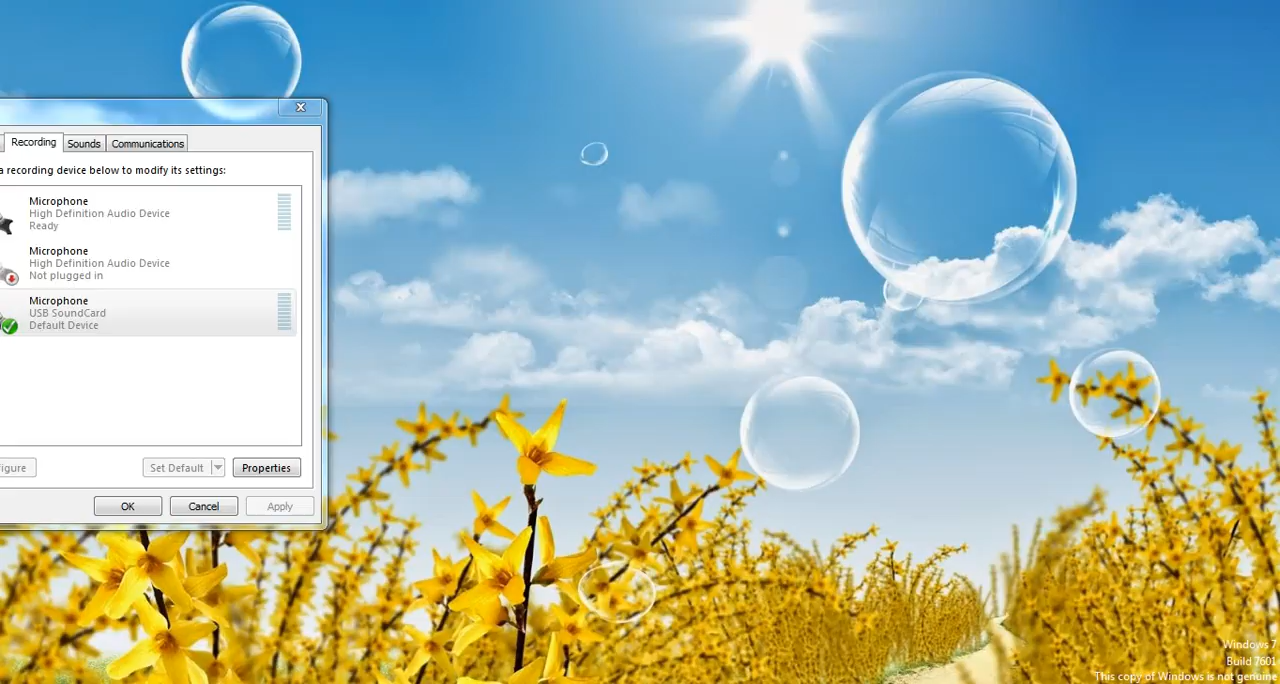 Recording Sounds Communications
a recording device below to modify its settings:
Microphone
High Definition Audio Device
Ready
Microphone
High Definition Audio Device
Not plugged in
Microphone
USB SoundCard
Default Device
igure Set Default Properties
OK Cancel Apply
Windows 7
Build 7601
This copy of Windows is not genuine